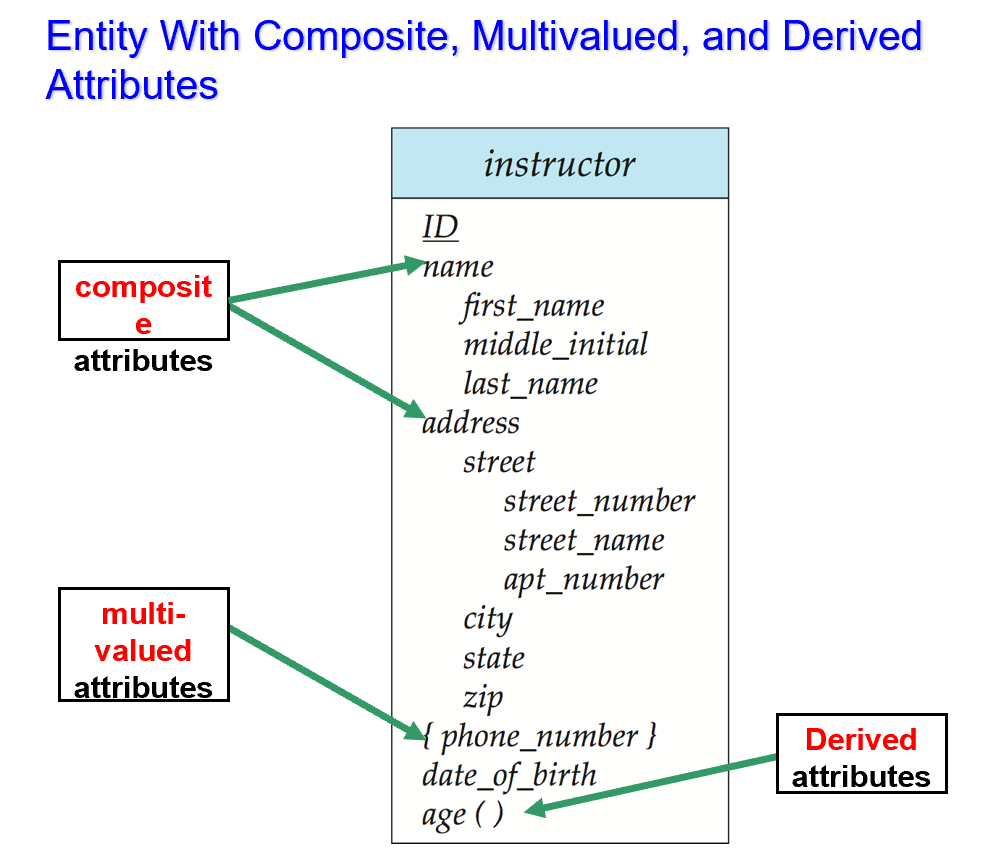 Entity With Composite, Multivalued, and Derived
Attributes
instructor
ID
name
first_name
middle_initial
last_name
address
street
street_number
street_name
apt_number
city
state
zip
{ phone_number }
date_of_birth
age ( )
composit
e
attributes
multi-
valued
attributes
Derived
attributes